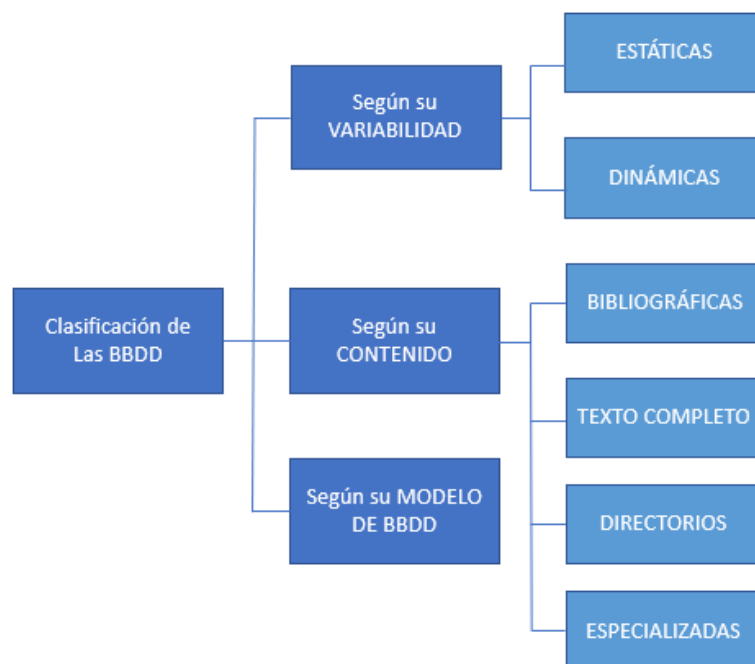 Clasificación de
Las BBDD
Según su
VARIABILIDAD
ESTÁTICAS
DINÁMICAS
Según su
CONTENIDO
BIBLIOGRÁFICAS
TEXTO COMPLETO
DIRECTORIOS
ESPECIALIZADAS
Según su MODELO
DE BBDD